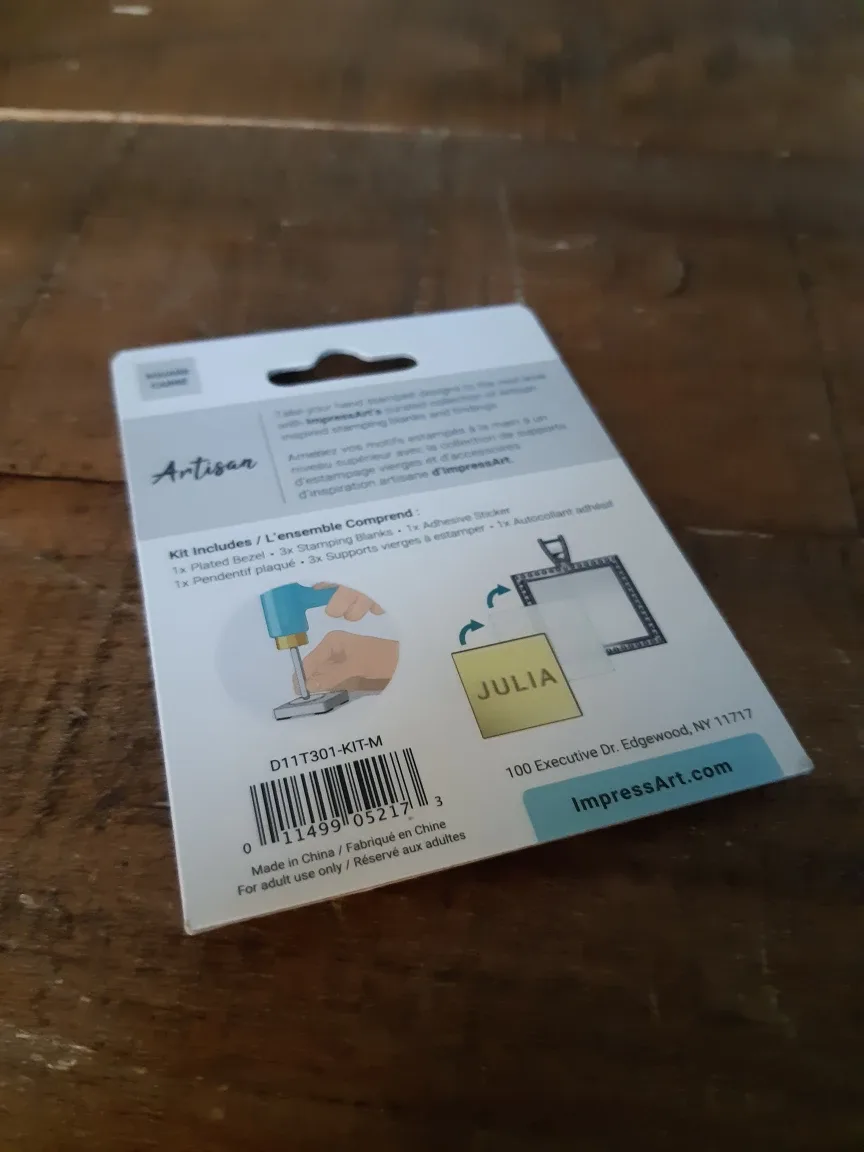 SQUARE
CARRÉ
Artisan
Take your hand stamped designs to the next level
with ImpressArt's curated collection of artisan
inspired stamping blanks and findings.
Amenez vos motifs estampés à la main à un
niveau supérieur avec la collection de supports
d'estampage vierges et d'accessoires
d'inspiration artisane d'ImpressArt.
Kit Includes / L'ensemble Comprend :
1x Plated Bezel • 3x Stamping Blanks • 1x Adhesive Sticker
1x Pendentif plaqué • 3x Supports vierges à estamper • 1x Autocollant adhésif
JULIA
D11T301-KIT-M
0 11499 05217 3
Made in China / Fabriqué en Chine
For adult use only / Réservé aux adultes
100 Executive Dr. Edgewood, NY 11717
ImpressArt.com